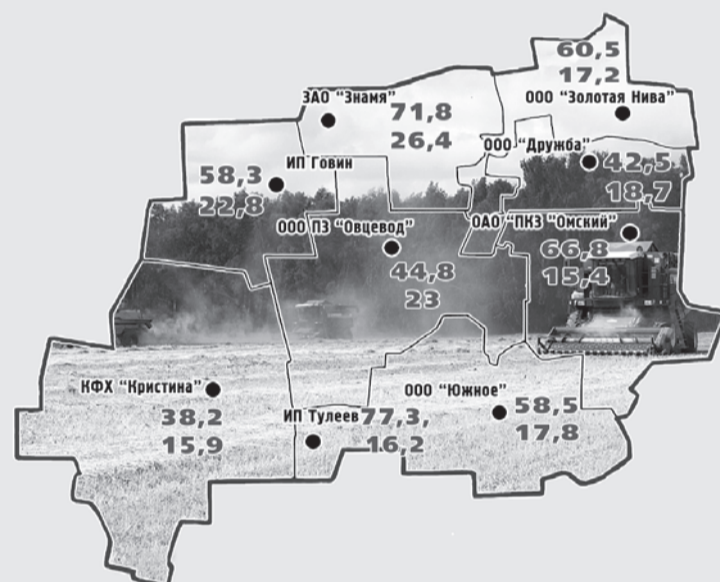 60,5
17,2
ООО "Золотая Нива"
ЗАО "Знамя"
71,8
26,4
ООО "Дружба"
42,5
18,7
ИП Говин
58,3
22,8
ООО ПЗ "Овцевод"
44,8
23
ОАО "ПКЗ "Омский"
66,8
15,4
КФХ "Кристина"
38,2
15,9
ИП Тулеев
77,3,
16,2
ООО "Южное"
58,5
17,8